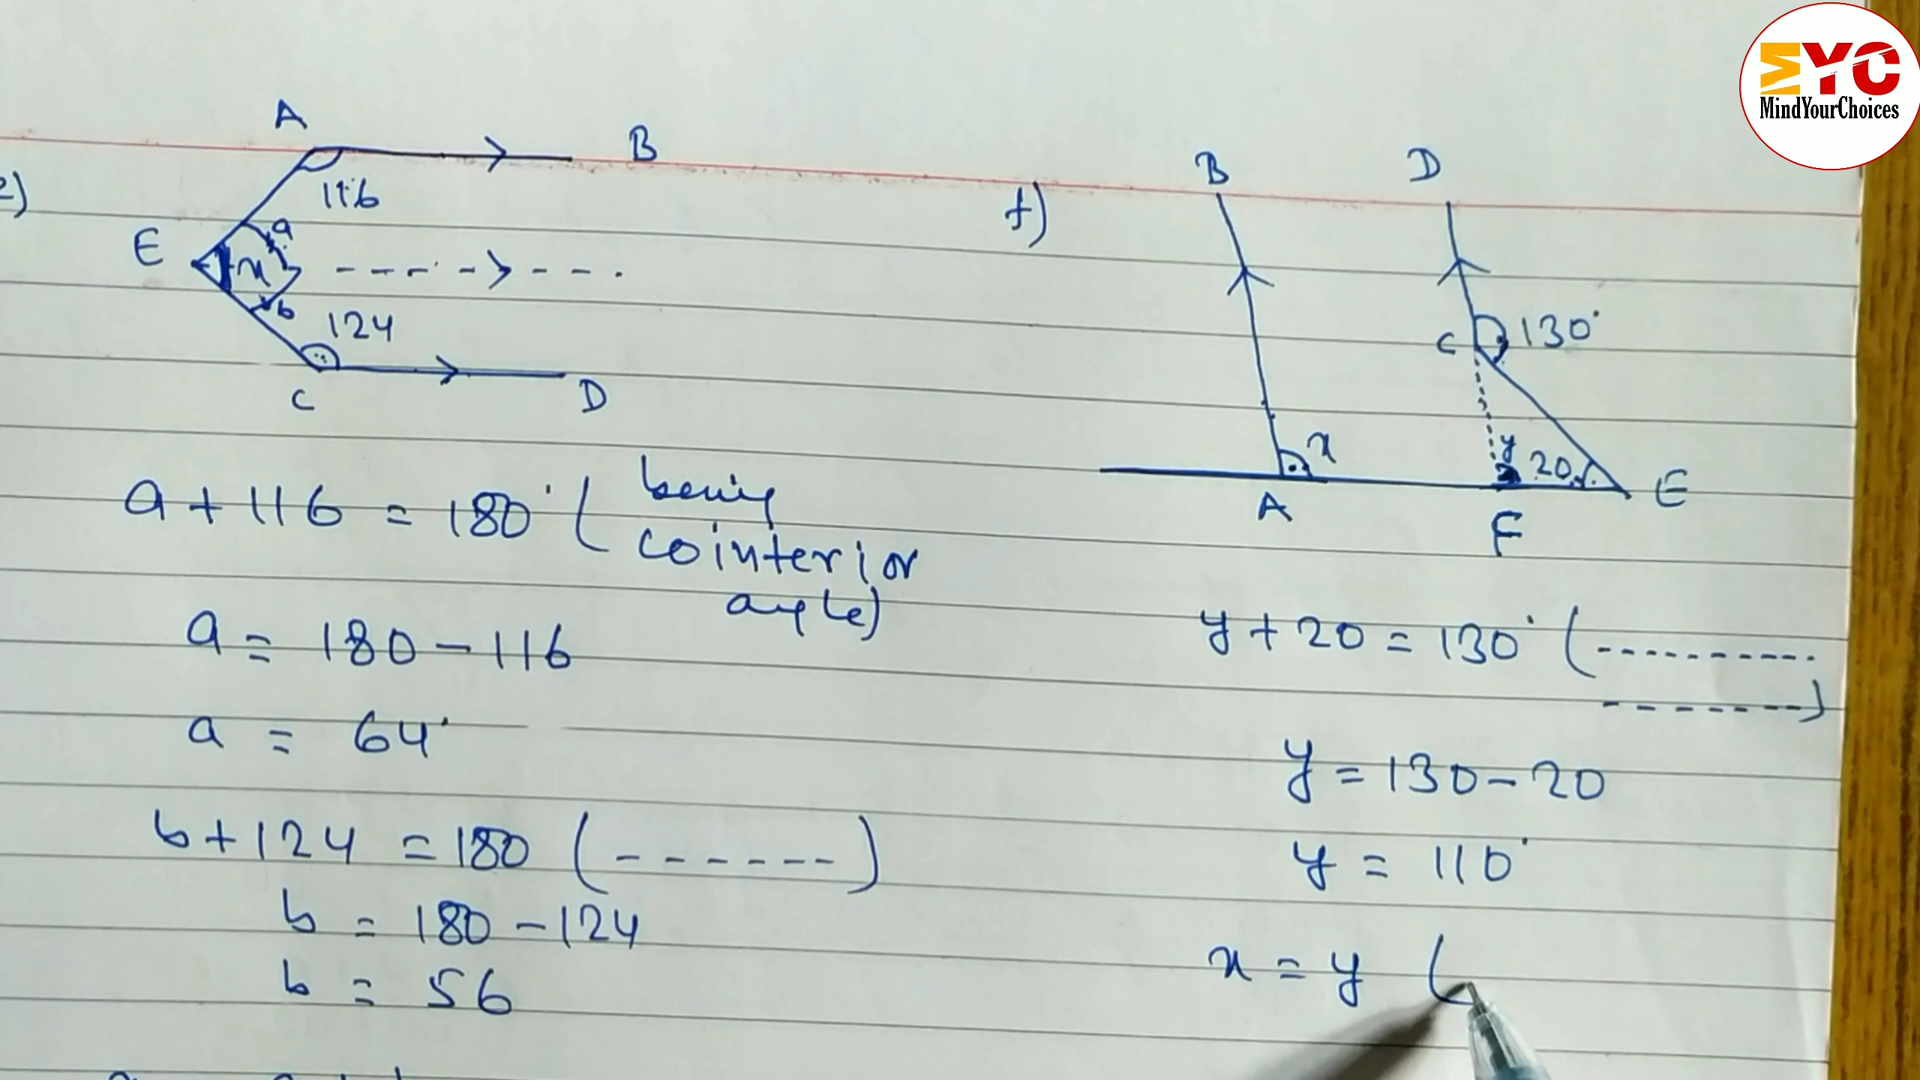 MYC
MindYourChoices
e)
A
B
116
a
E
x
b
124
C
D
a + 116 = 180° ( being
cointerior
angle)
a = 180 - 116
a = 64°
b + 124 = 180 ( - - - - - - )
b = 180 - 124
b = 56
f)
B
D
C
130°
x
y
20
A
F
E
y + 20 = 130° ( - - - - - - - - - -
- - - - - - - )
y = 130 - 20
y = 110°
x = y (